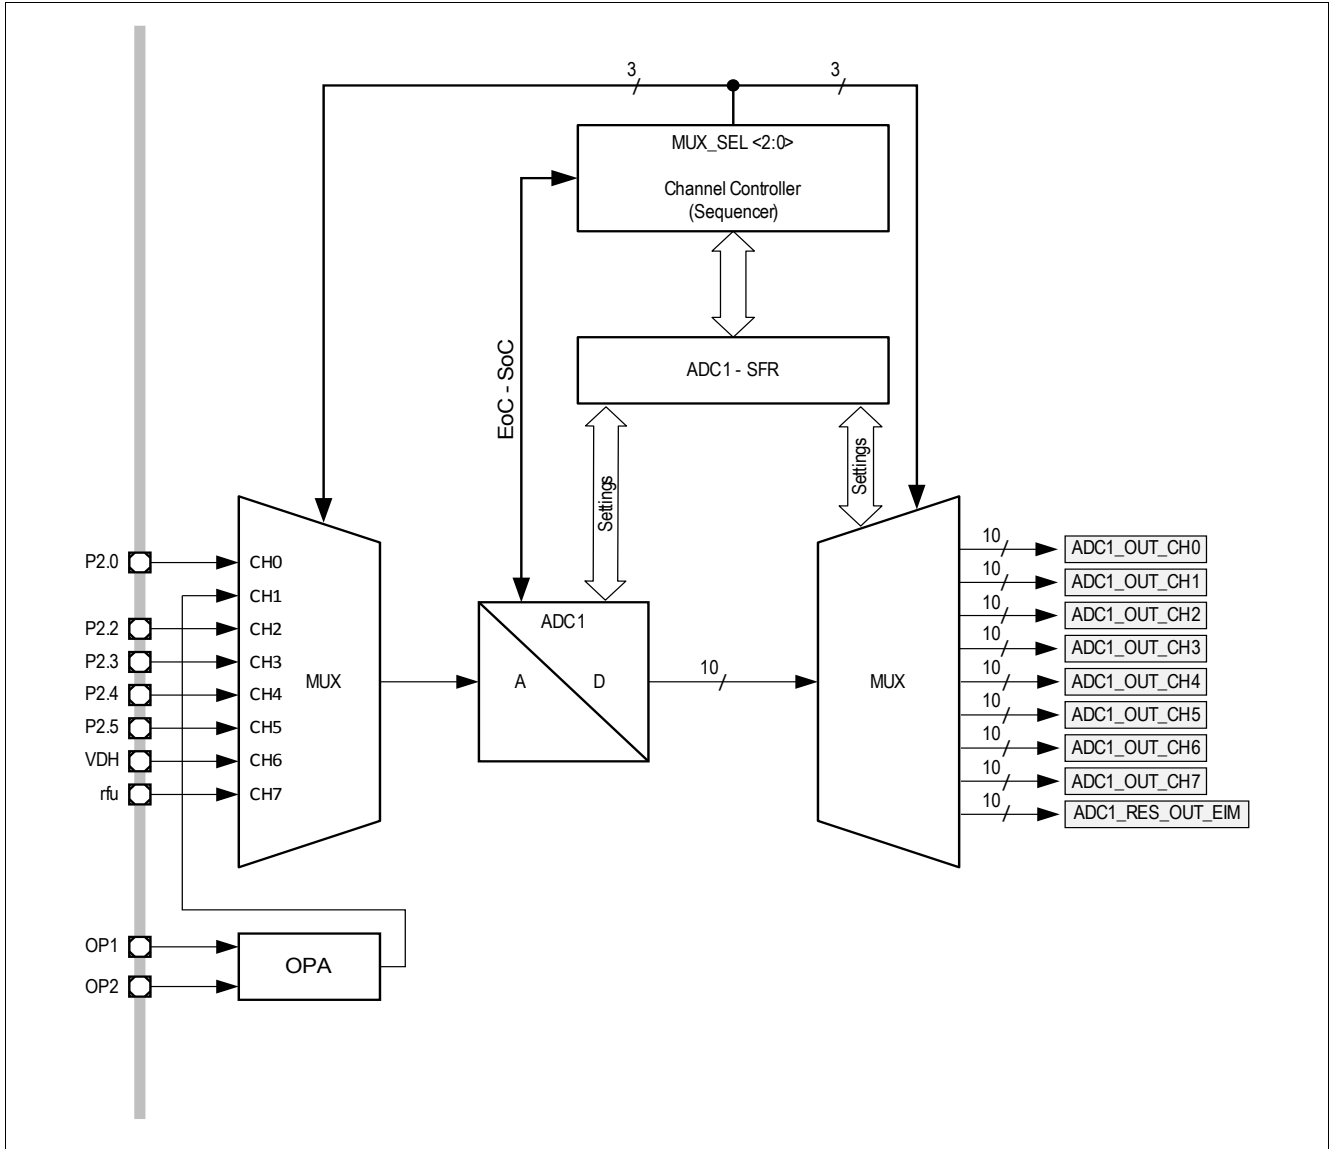 3
3
MUX_SEL <2:0>
Channel Controller
(Sequencer)
EoC - SoC
ADC1 - SFR
Settings
Settings
P2.0
P2.2
P2.3
P2.4
P2.5
VDH
rfu
CH0
CH1
CH2
CH3
CH4
CH5
CH6
CH7
MUX
ADC1
A
D
10
MUX
10
ADC1_OUT_CH0
10
ADC1_OUT_CH1
10
ADC1_OUT_CH2
10
ADC1_OUT_CH3
10
ADC1_OUT_CH4
10
ADC1_OUT_CH5
10
ADC1_OUT_CH6
10
ADC1_OUT_CH7
10
ADC1_RES_OUT_EIM
OP1
OP2
OPA